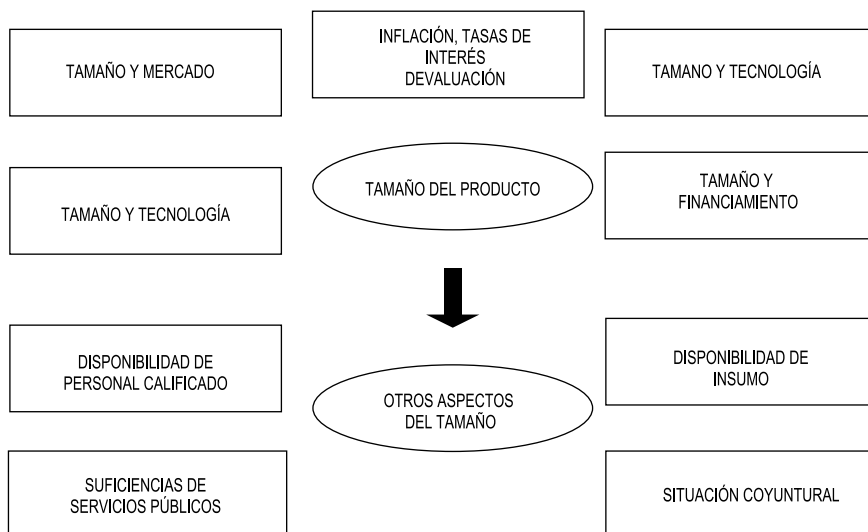 TAMAÑO Y MERCADO
INFLACIÓN, TASAS DE
INTERÉS
DEVALUACIÓN
TAMANO Y TECNOLOGÍA
TAMAÑO Y TECNOLOGÍA
TAMAÑO DEL PRODUCTO
TAMAÑO Y
FINANCIAMIENTO
DISPONIBILIDAD DE
PERSONAL CALIFICADO
OTROS ASPECTOS
DEL TAMAÑO
DISPONIBILIDAD DE
INSUMO
SUFICIENCIAS DE
SERVICIOS PÚBLICOS
SITUACIÓN COYUNTURAL